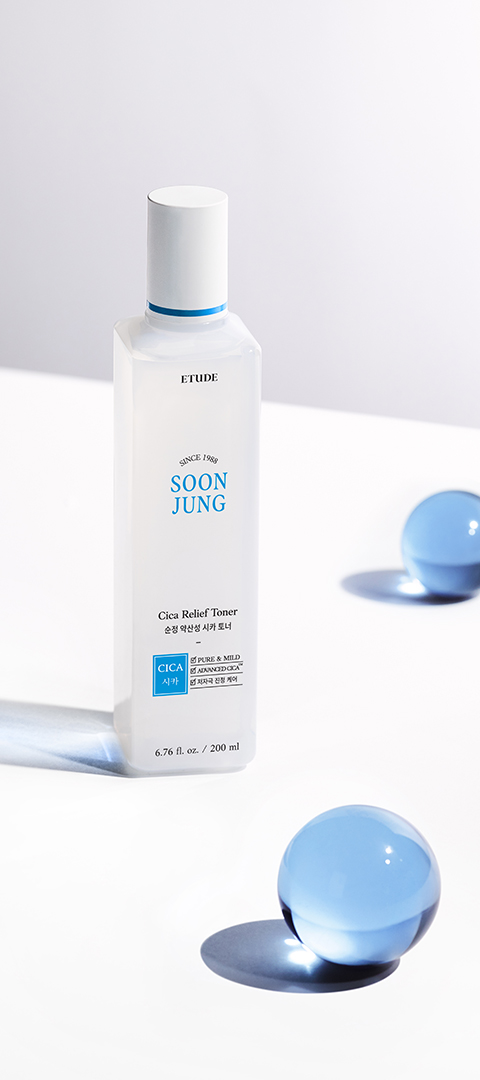 ETUDE
SINCE 1988
SOON
JUNG
Cica Relief Toner
순정 약산성 시카 토너
CICA
시카
PURE & MILD
ADVANCED CICA™
저자극 진정 케어
6.76 fl. oz. / 200 ml